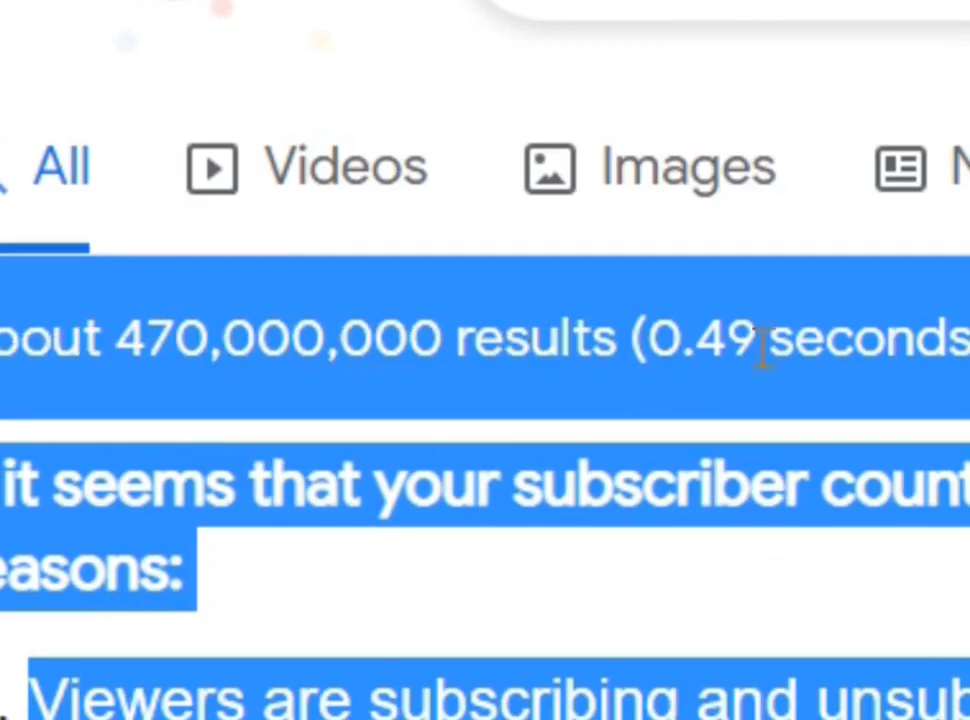 All Videos Images N
bout 470,000,000 results (0.49 seconds
it seems that your subscriber count
easons:
Viewers are subscribing and unsub